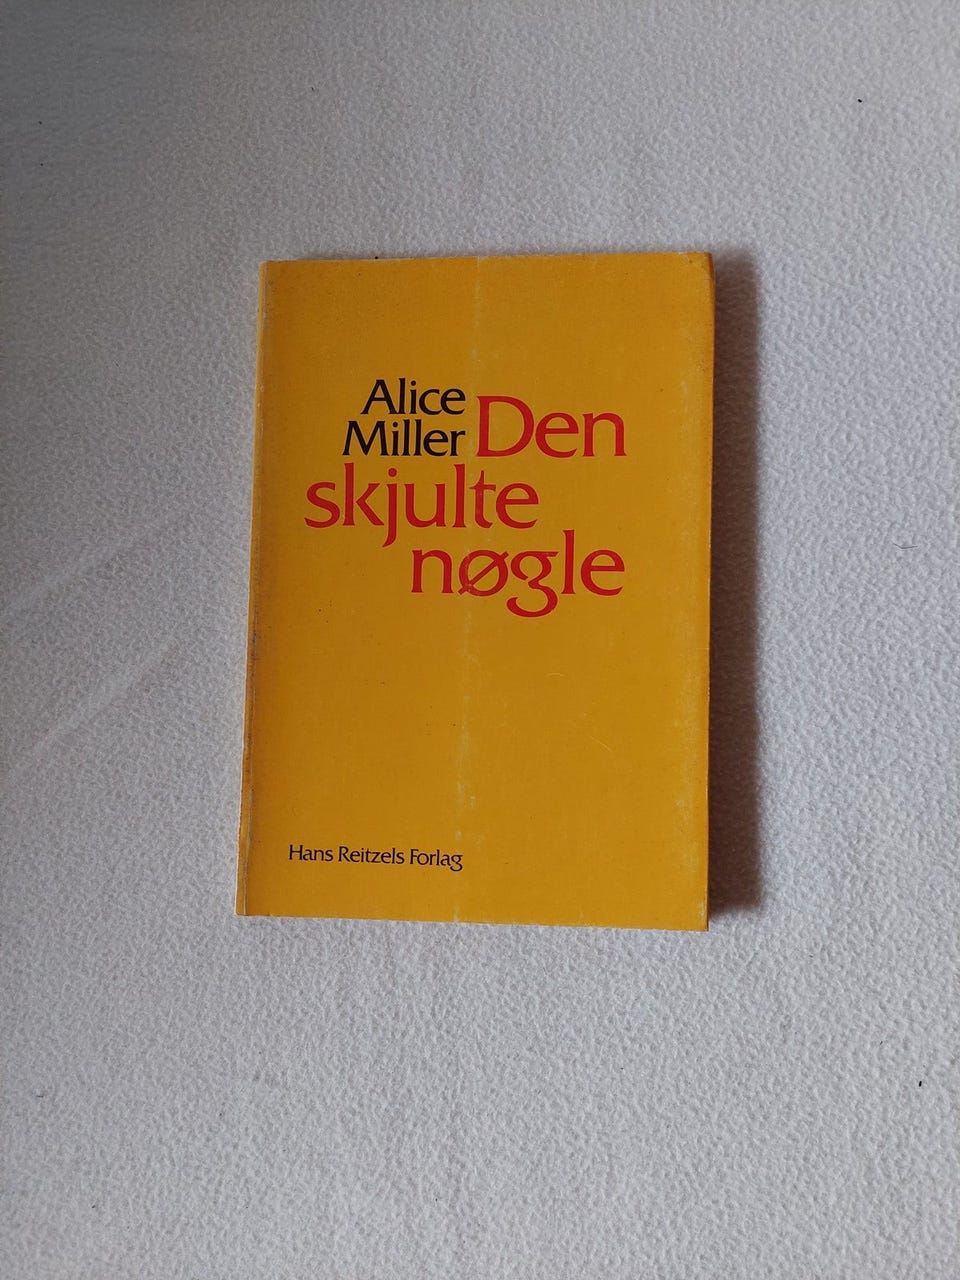 Alice
Miller Den
skjulte
nøgle
Hans Reitzels Forlag